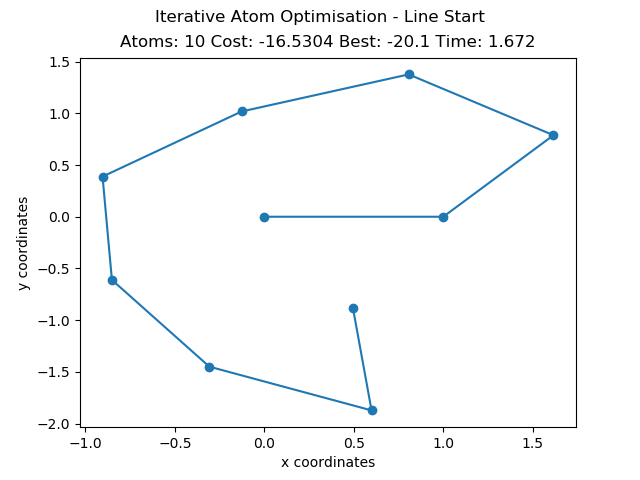 Iterative Atom Optimisation - Line Start
Atoms: 10 Cost: -16.5304 Best: -20.1 Time: 1.672
1.5
1.0
0.5
0.0
−0.5
−1.0
−1.5
−2.0
y coordinates
−1.0 −0.5 0.0 0.5 1.0 1.5
x coordinates